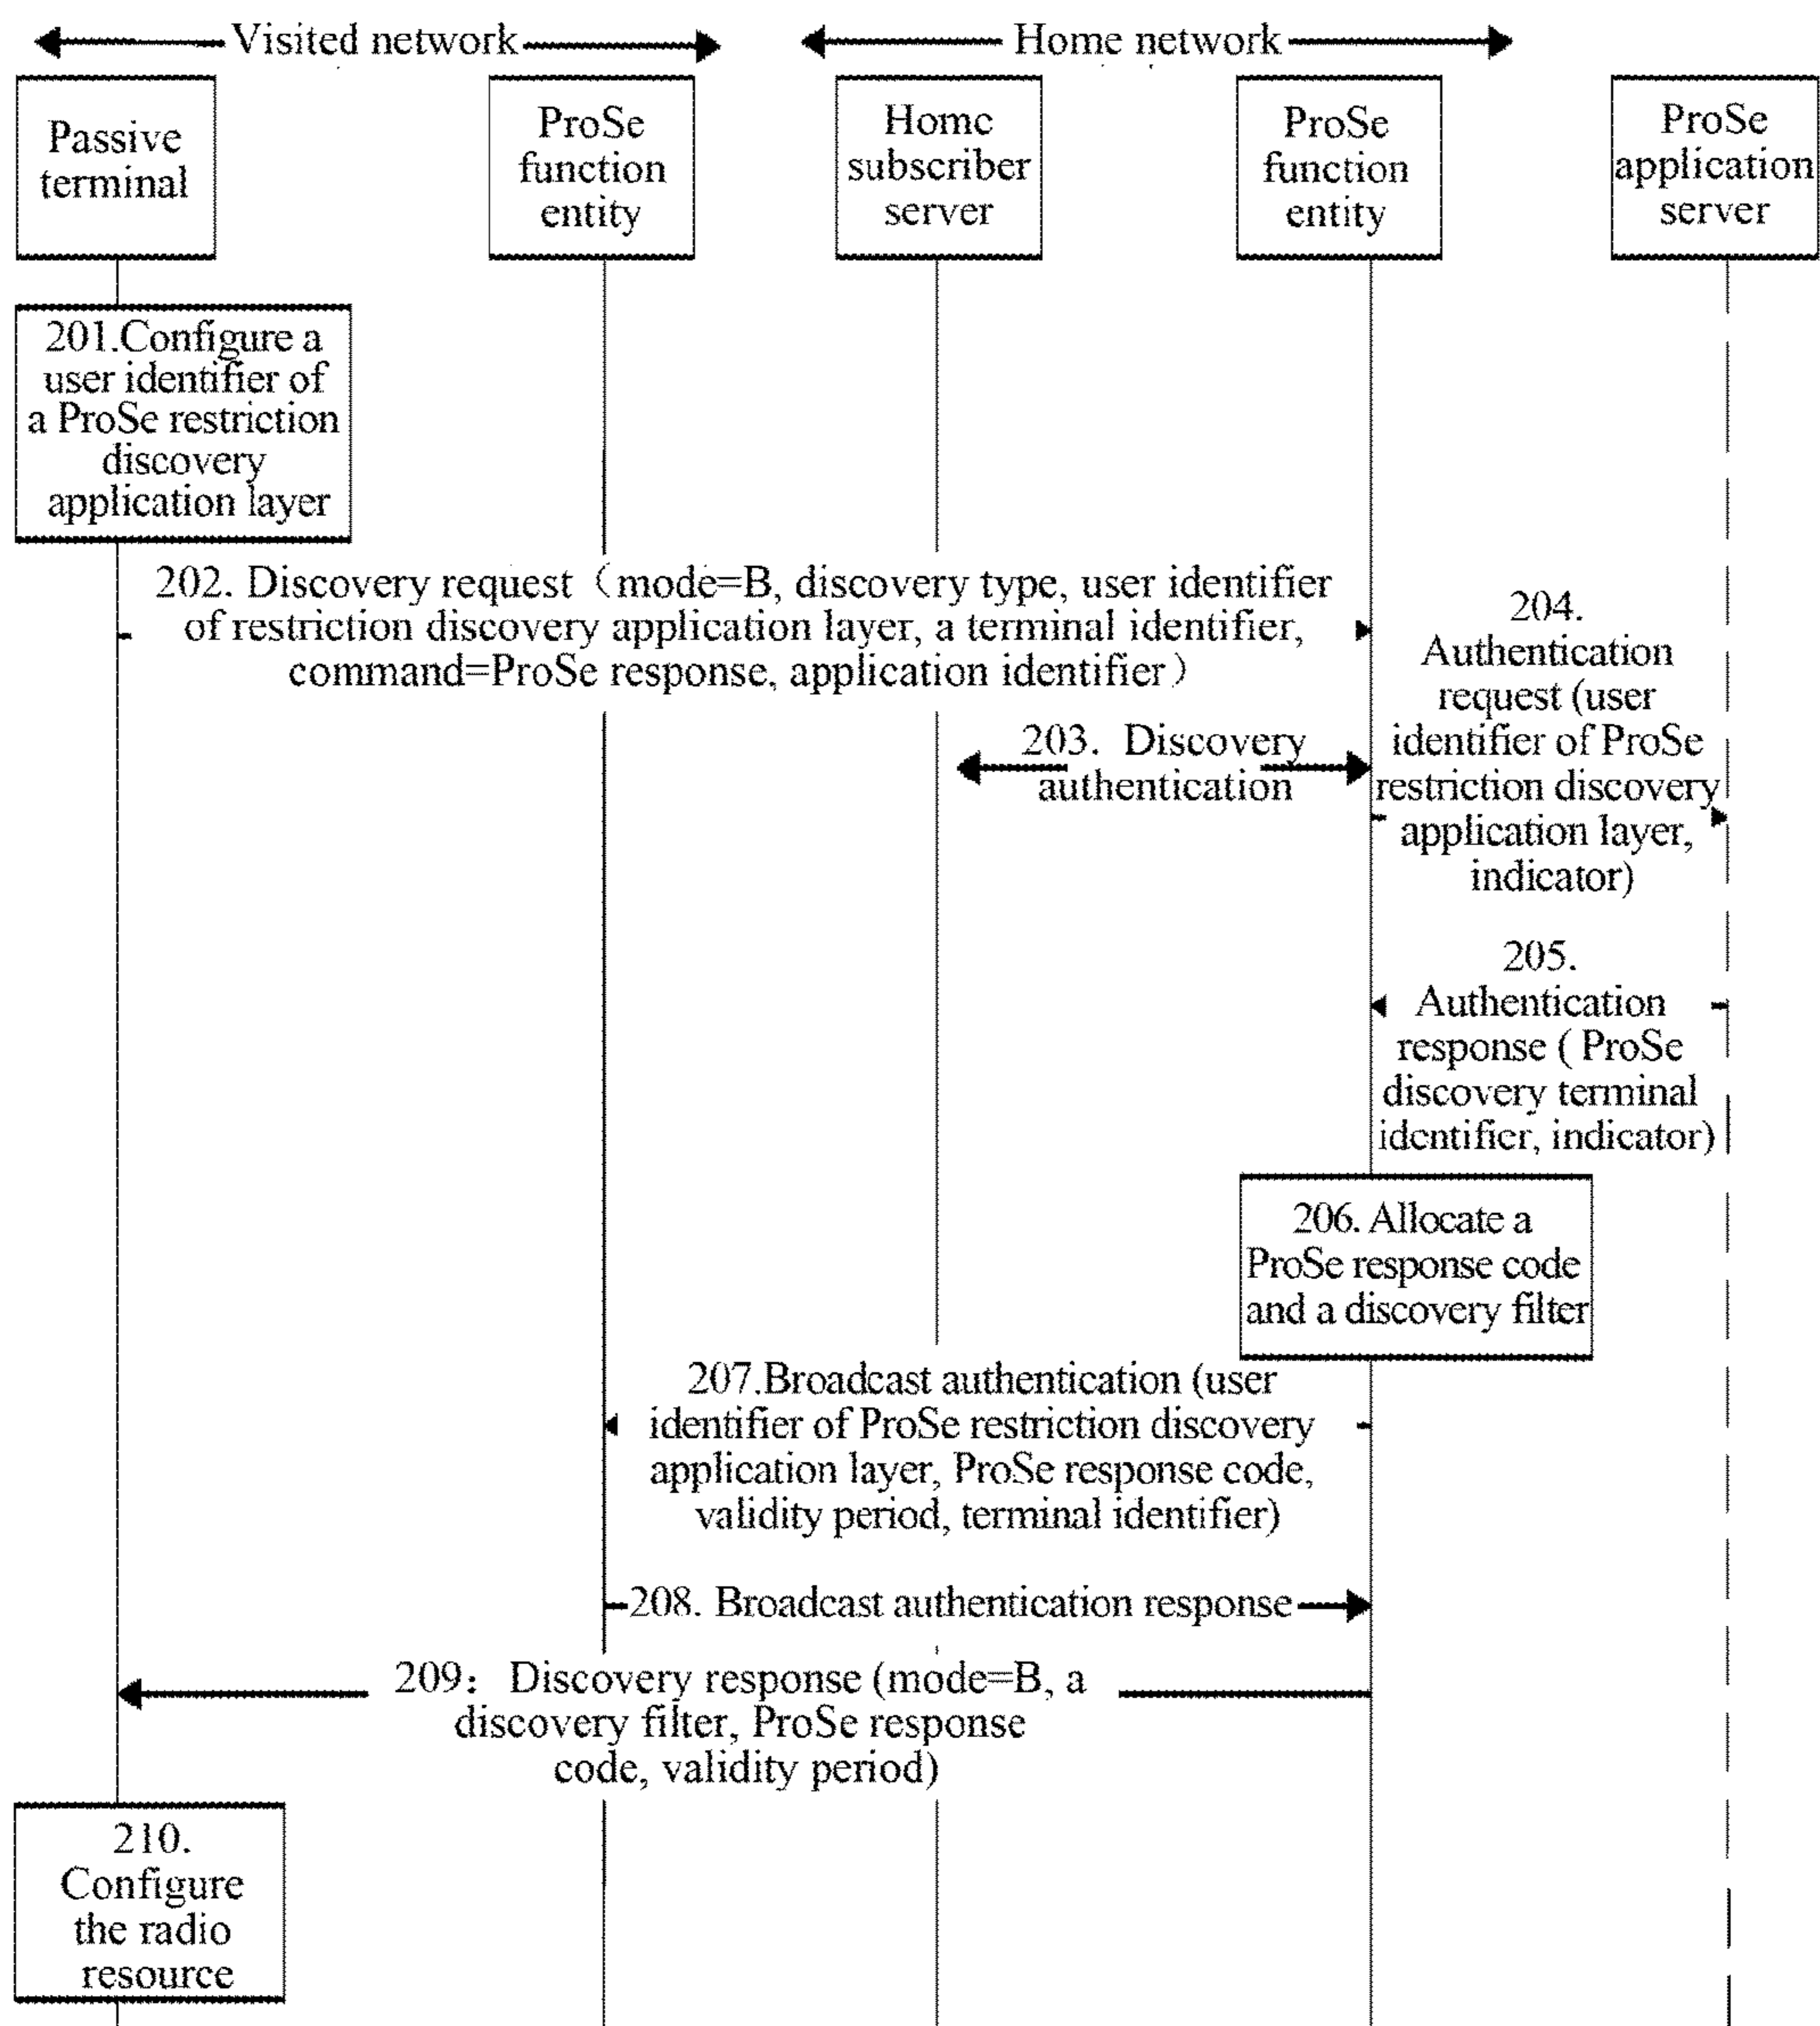 Visited network
Home network
Passive
terminal
ProSe
function
entity
Home
subscriber
server
ProSe
function
entity
ProSe
application
server
201.Configure a
user identifier of
a ProSe restriction
discovery
application layer
202. Discovery request（mode=B, discovery type, user identifier
of restriction discovery application layer, a terminal identifier,
command=ProSe response, application identifier）
203. Discovery
authentication
204.
Authentication
request (user
identifier of ProSe
restriction discovery
application layer,
indicator)
205.
Authentication
response ( ProSe
discovery terminal
identifier, indicator)
206. Allocate a
ProSe response code
and a discovery filter
207.Broadcast authentication (user
identifier of ProSe restriction discovery
application layer, ProSe response code,
validity period, terminal identifier)
208. Broadcast authentication response
209： Discovery response (mode=B, a
discovery filter, ProSe response
code, validity period)
210.
Configure
the radio
resource